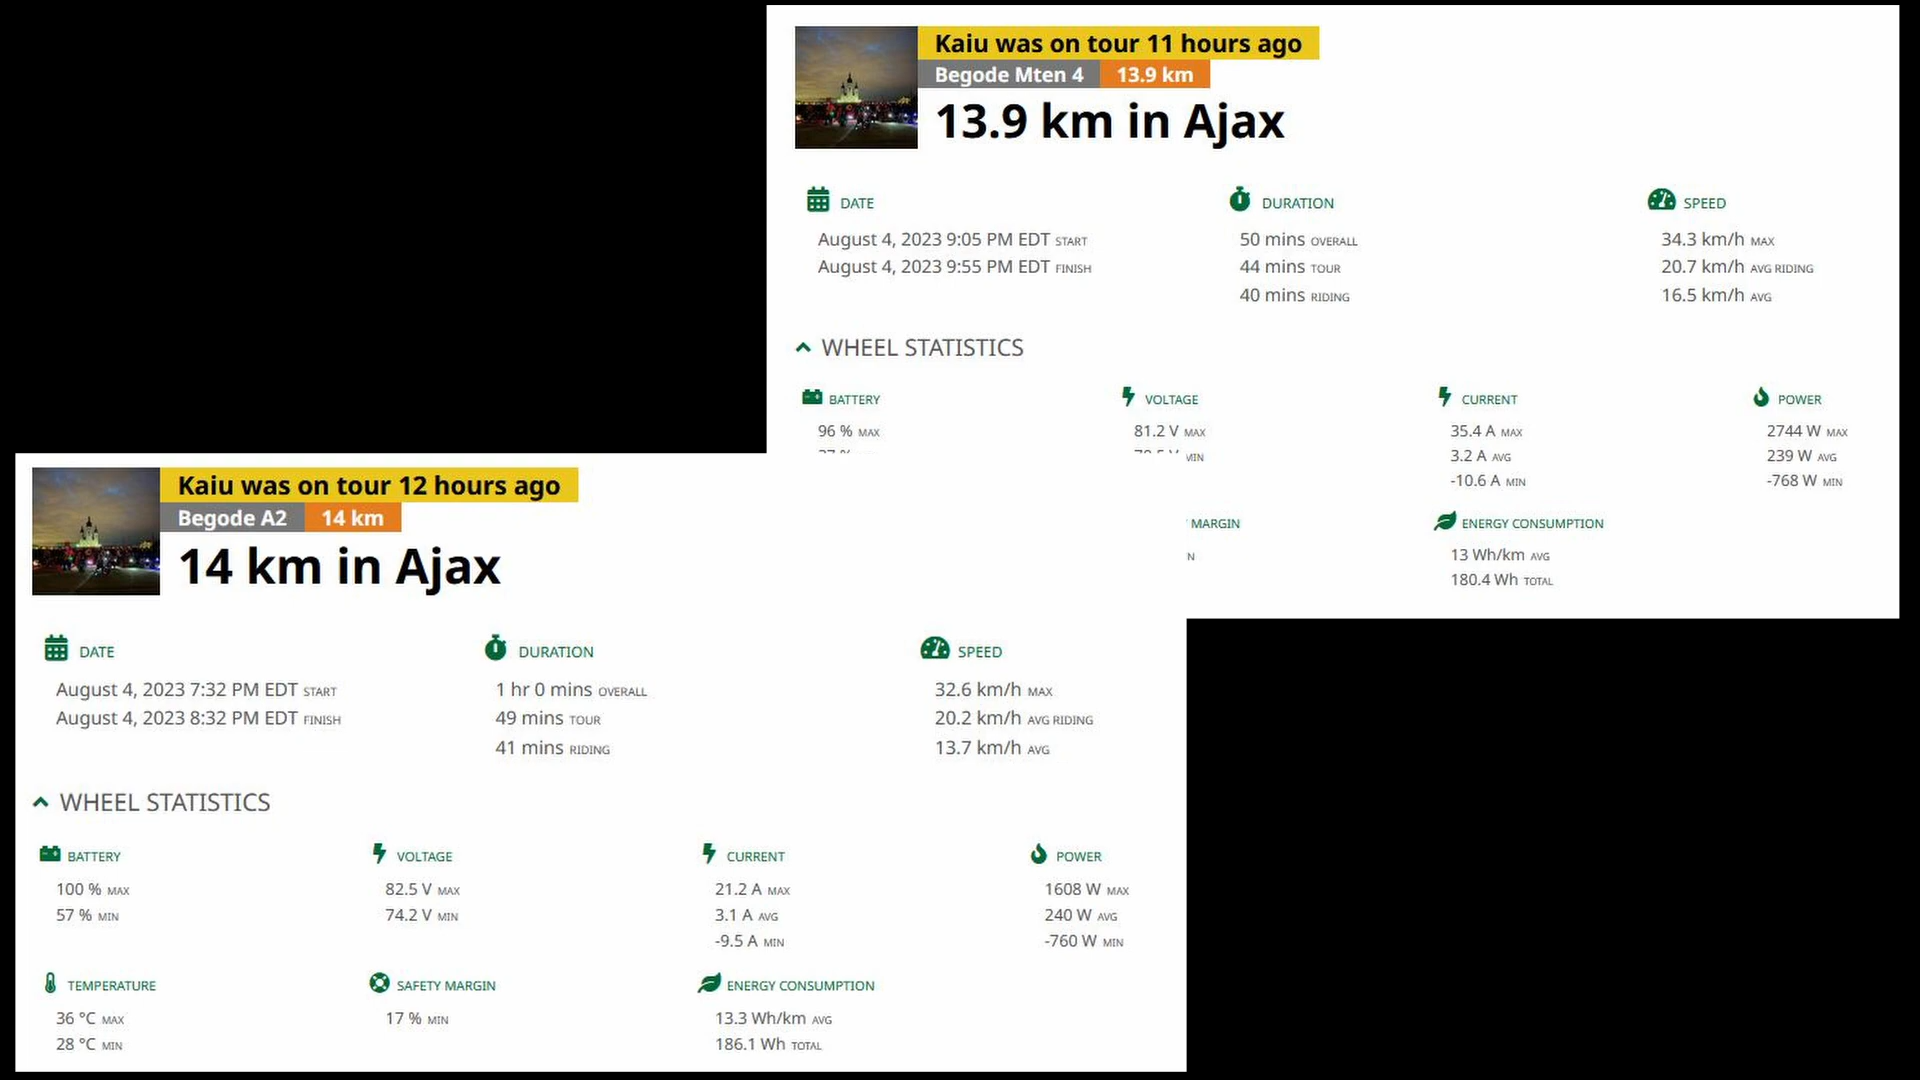 Kaiu was on tour 11 hours ago
Begode Mten 4 13.9 km
13.9 km in Ajax
DATE DURATION SPEED
August 4, 2023 9:05 PM EDT START 50 mins OVERALL 34.3 km/h MAX
August 4, 2023 9:55 PM EDT FINISH 44 mins TOUR 20.7 km/h AVG RIDING
40 mins RIDING 16.5 km/h AVG
WHEEL STATISTICS
BATTERY VOLTAGE CURRENT POWER
96 % MAX 81.2 V MAX 35.4 A MAX 2744 W MAX
3.2 A AVG 239 W AVG
-10.6 A MIN -768 W MIN
MARGIN ENERGY CONSUMPTION
13 Wh/km AVG
180.4 Wh TOTAL
Kaiu was on tour 12 hours ago
Begode A2 14 km
14 km in Ajax
DATE DURATION SPEED
August 4, 2023 7:32 PM EDT START 1 hr 0 mins OVERALL 32.6 km/h MAX
August 4, 2023 8:32 PM EDT FINISH 49 mins TOUR 20.2 km/h AVG RIDING
41 mins RIDING 13.7 km/h AVG
WHEEL STATISTICS
BATTERY VOLTAGE CURRENT POWER
100 % MAX 82.5 V MAX 21.2 A MAX 1608 W MAX
57 % MIN 74.2 V MIN 3.1 A AVG 240 W AVG
-9.5 A MIN -760 W MIN
TEMPERATURE SAFETY MARGIN ENERGY CONSUMPTION
36 °C MAX 17 % MIN 13.3 Wh/km AVG
28 °C MIN 186.1 Wh TOTAL